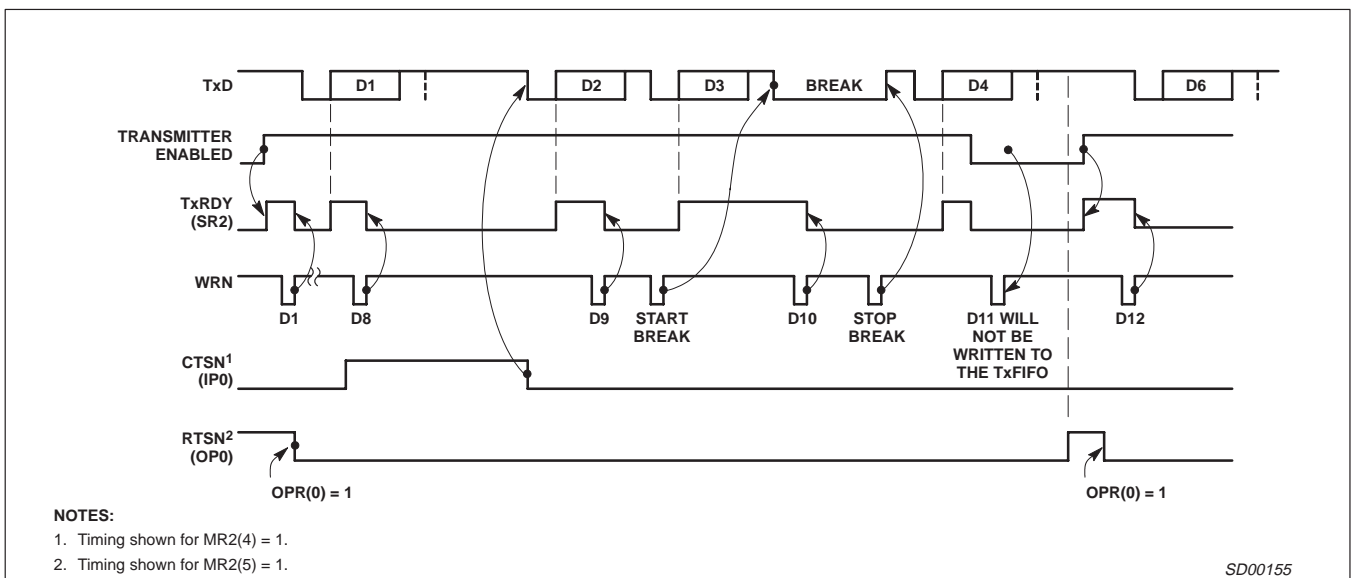 TxD
D1
D2
D3
BREAK
D4
D6
TRANSMITTER
ENABLED
TxRDY
(SR2)
WRN
D1
D8
D9
START
BREAK
D10
STOP
BREAK
D11 WILL
NOT BE
WRITTEN TO
THE TxFIFO
D12
CTSN1
(IP0)
RTSN2
(OP0)
OPR(0) = 1
OPR(0) = 1
NOTES:
1. Timing shown for MR2(4) = 1.
2. Timing shown for MR2(5) = 1.
SD00155